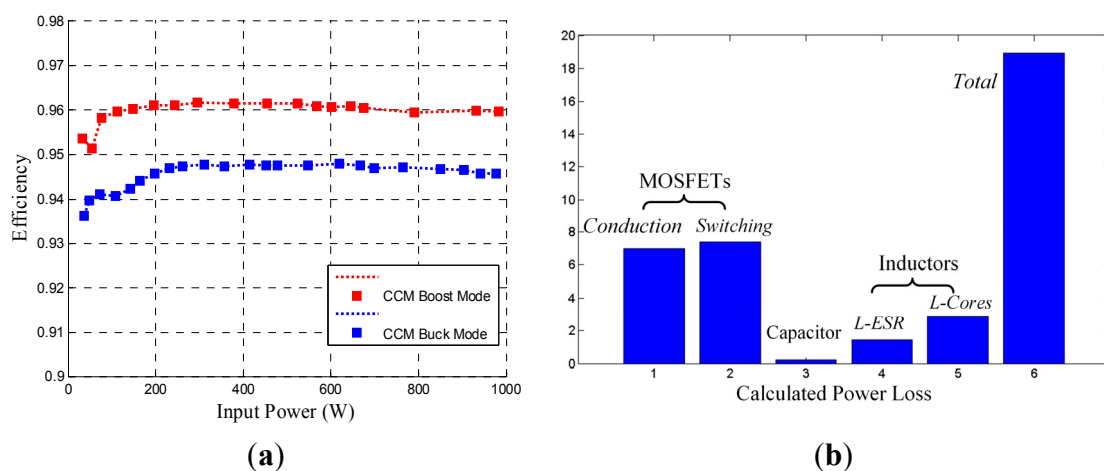 0.98
0.97
0.96
0.95
0.94
0.93
0.92
0.91
0.9
Efficiency
CCM Boost Mode
CCM Buck Mode
0 200 400 600 800 1000
Input Power (W)
(a)
20
18
16
14
12
10
8
6
4
2
0
Total
MOSFETs
Conduction Switching
Inductors
Capacitor L-ESR L-Cores
1 2 3 4 5 6
Calculated Power Loss
(b)